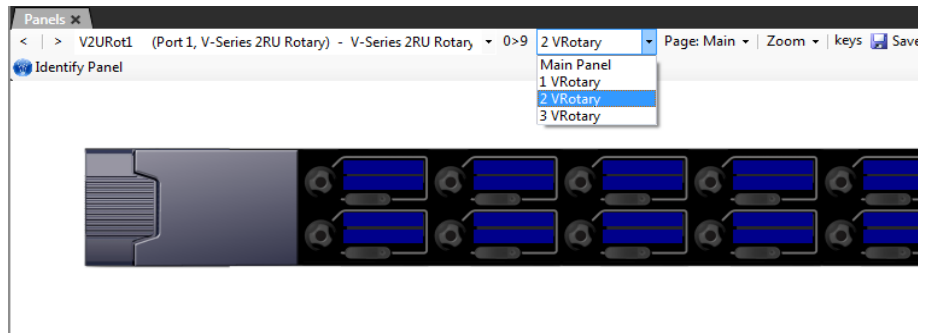 Panels
< | > V2URot1 (Port 1, V-Series 2RU Rotary) - V-Series 2RU Rotary 0>9 2 VRotary Page: Main | Zoom | keys Save
Identify Panel
Main Panel
1 VRotary
2 VRotary
3 VRotary